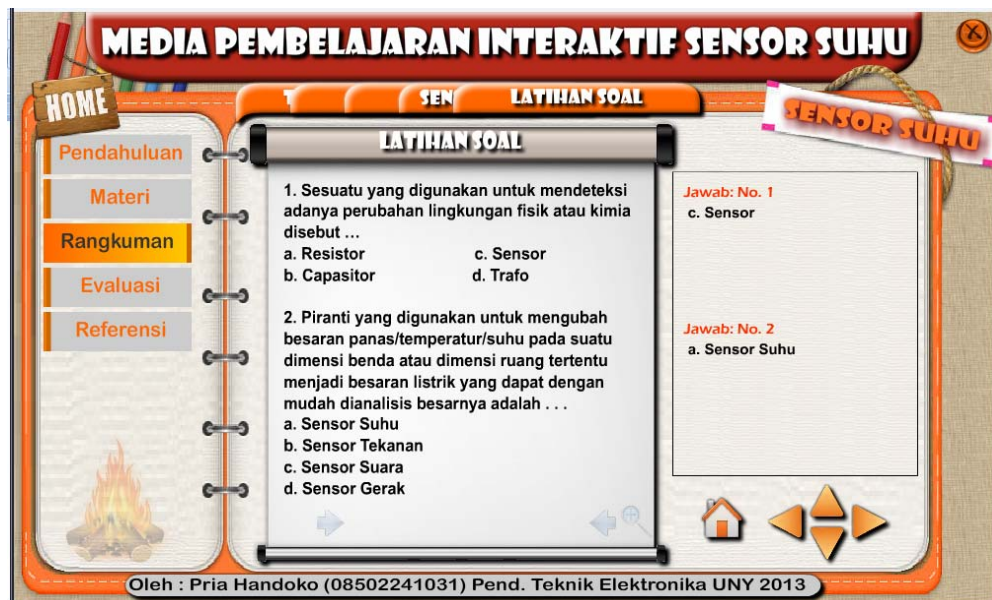 MEDIA PEMBELAJARAN INTERAKTIF SENSOR SUHU
HOME
T
SEN
LATIHAN SOAL
SENSOR SUHU
Pendahuluan
Materi
Rangkuman
Evaluasi
Referensi
LATIHAN SOAL
1. Sesuatu yang digunakan untuk mendeteksi
adanya perubahan lingkungan fisik atau kimia
disebut ...
a. Resistor c. Sensor
b. Capasitor d. Trafo
2. Piranti yang digunakan untuk mengubah
besaran panas/temperatur/suhu pada suatu
dimensi benda atau dimensi ruang tertentu
menjadi besaran listrik yang dapat dengan
mudah dianalisis besarnya adalah . . .
a. Sensor Suhu
b. Sensor Tekanan
c. Sensor Suara
d. Sensor Gerak
Jawab: No. 1
c. Sensor
Jawab: No. 2
a. Sensor Suhu
Oleh : Pria Handoko (08502241031) Pend. Teknik Elektronika UNY 2013